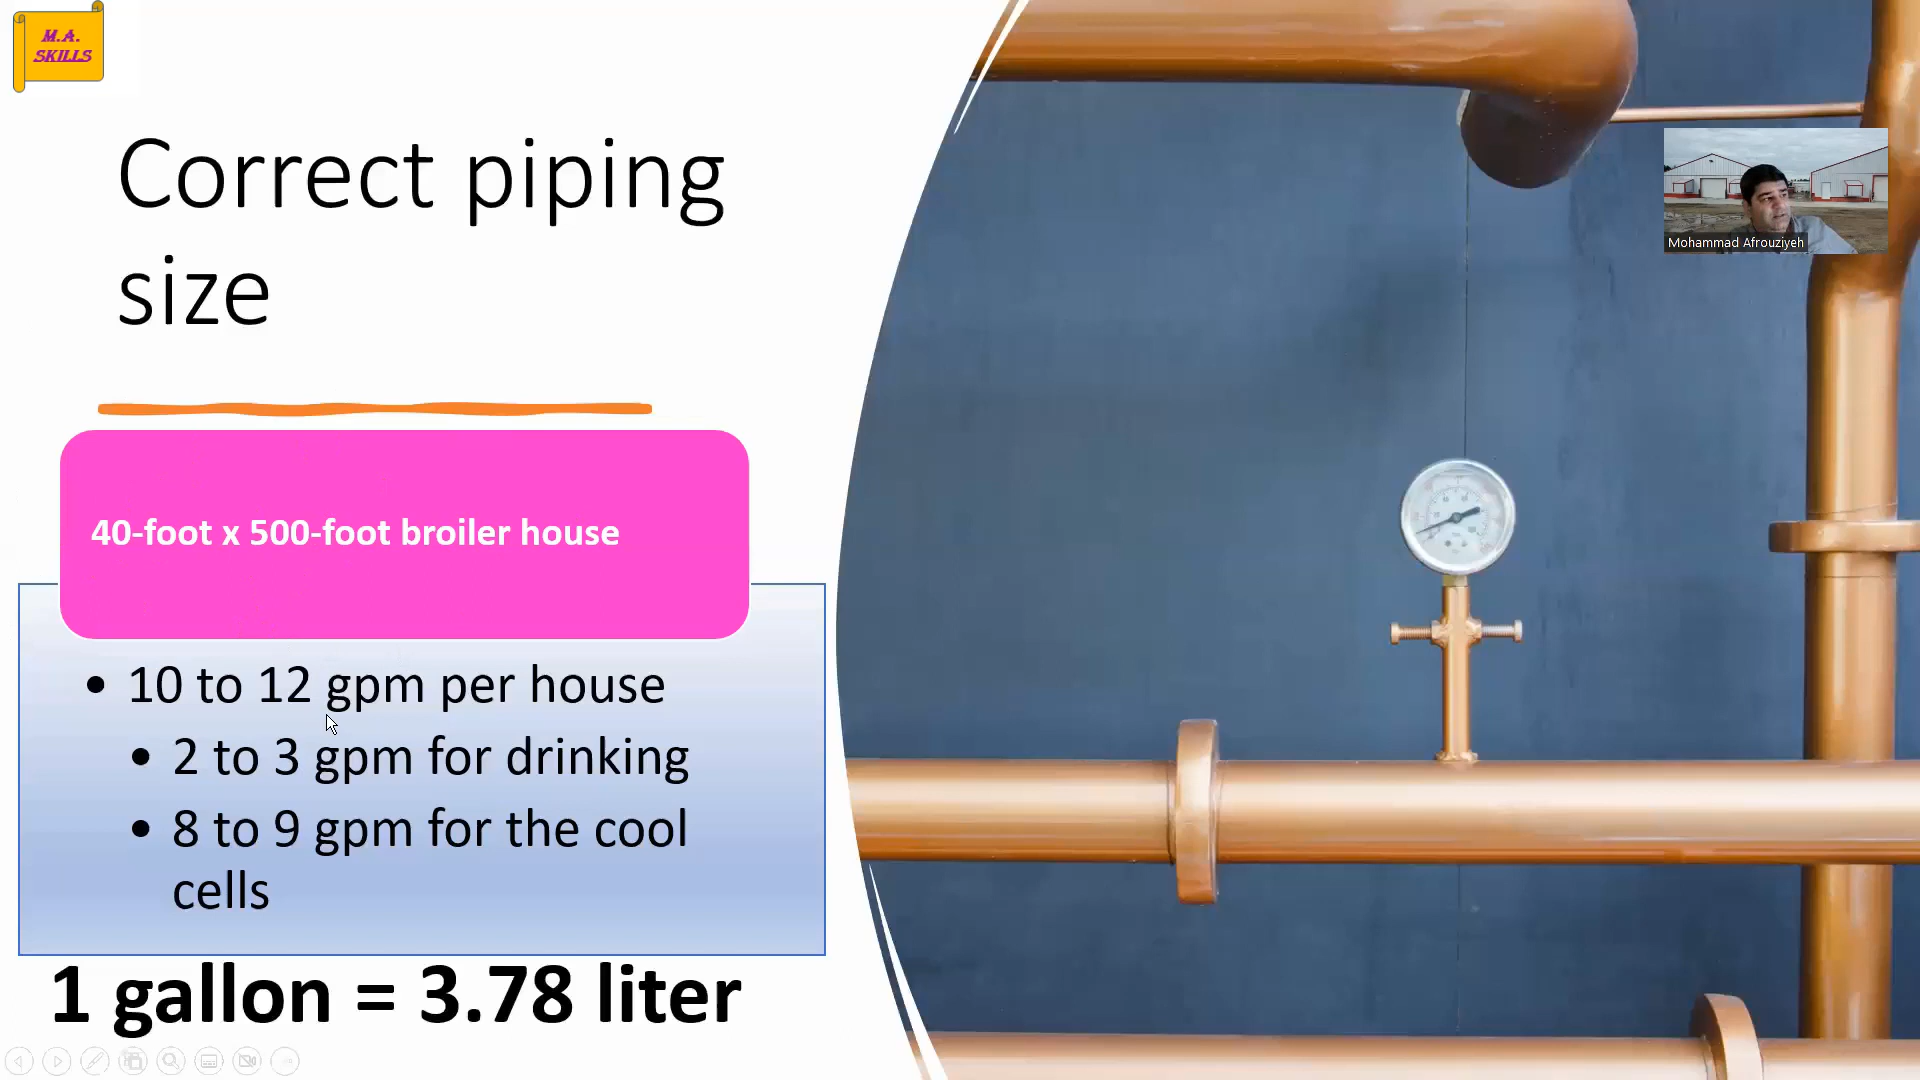 M.A.
SKILLS
Correct piping
size
Mohammad Afrouziyeh
40-foot x 500-foot broiler house
• 10 to 12 gpm per house
• 2 to 3 gpm for drinking
• 8 to 9 gpm for the cool
cells
1 gallon = 3.78 liter